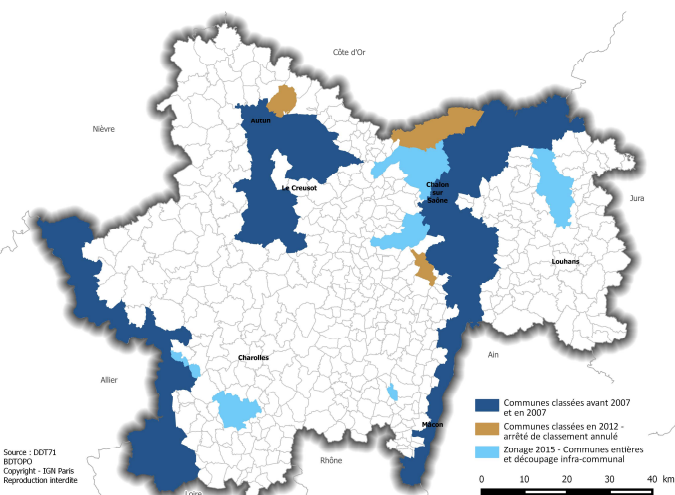 Côte d'Or
Nièvre
Autun
Le Creusot
Chalon
sur
Saône
Jura
Louhans
Charolles
Ain
Allier
Mâcon
Rhône
Loire
Communes classées avant 2007
et en 2007
Communes classées en 2012 -
arrêté de classement annulé
Zonage 2015 - Communes entières
et découpage infra-communal
Source : DDT71
BDTOPO
Copyright - IGN Paris
Reproduction interdite
0 10 20 30 40 km